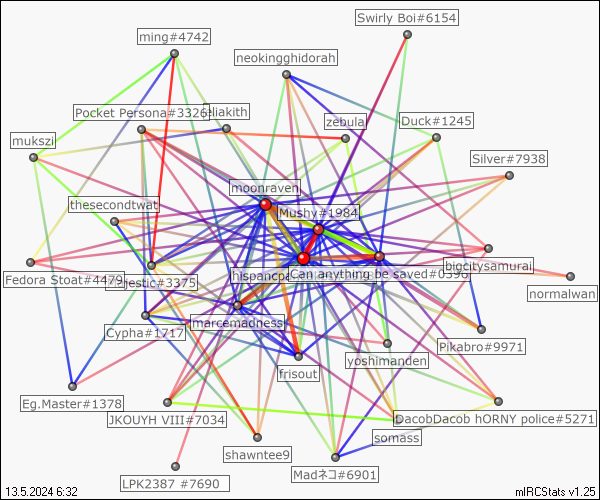 Swirly Boi#6154
ming#4742
neokingghidorah
Pocket Persona#3326
eliakith
zebula
Duck#1245
mukszi
Silver#7938
moonraven
thesecondtwat
Mushy#1984
Fedora Stoat#4479
Majestic#3375
hispanco
Can anything be saved#0396
bigcitysamurai
normalwan
Cypha#1717
marcemadness
Pikabro#9971
yoshimanden
frisout
Eg.Master#1378
JKOUYH VIII#7034
DacobDacob hORNY police#5271
somass
shawntee9
Madネコ#6901
LPK2387 #7690
13.5.2024 6:32
mIRCStats v1.25